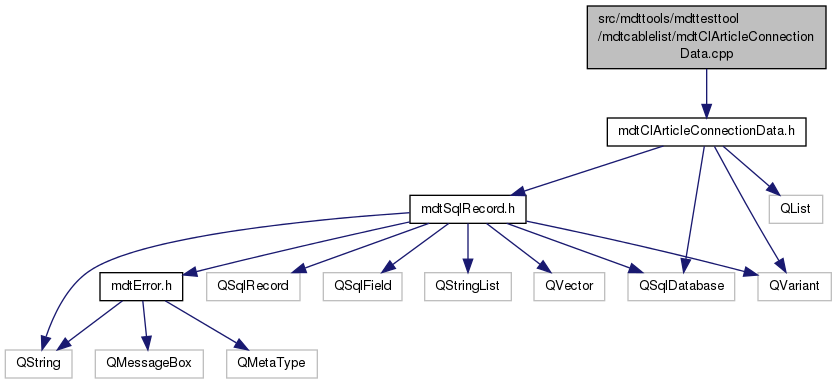 src/mdttools/mdttesttool
/mdtcablelist/mdtClArticleConnection
Data.cpp
mdtClArticleConnectionData.h
mdtSqlRecord.h
QList
mdtError.h
QSqlRecord
QSqlField
QStringList
QVector
QSqlDatabase
QVariant
QString
QMessageBox
QMetaType